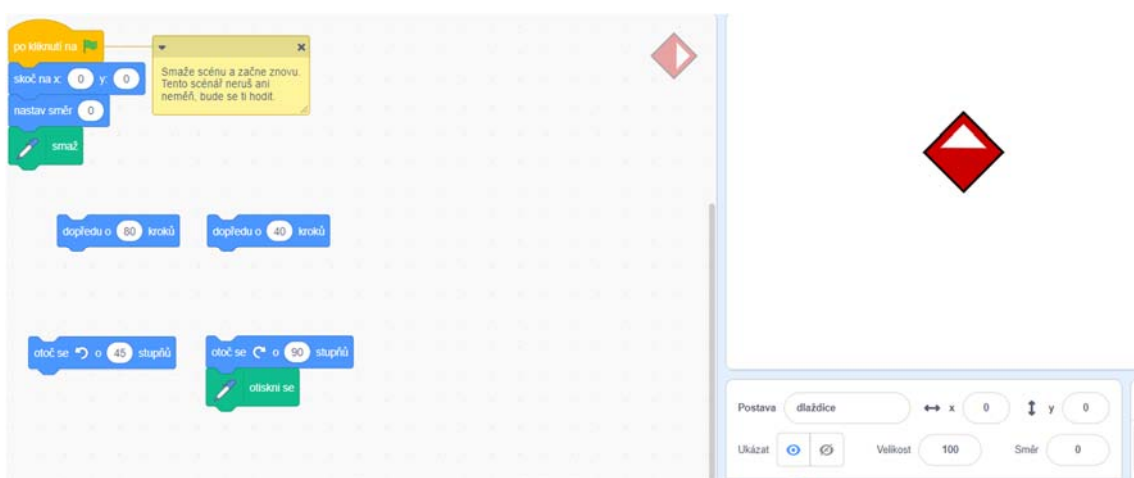 po kliknutí na
skoč na x: 0 y: 0
nastav směr 0
smaž
Smaže scénu a začne znovu.
Tento scénář neruš ani
neměň, bude se ti hodit.
dopředu o 80 kroků
dopředu o 40 kroků
otoč se o 45 stupňů
otoč se o 90 stupňů
otiskni se
Postava dlaždice x 0 y 0
Ukázat Velikost 100 Směr 0